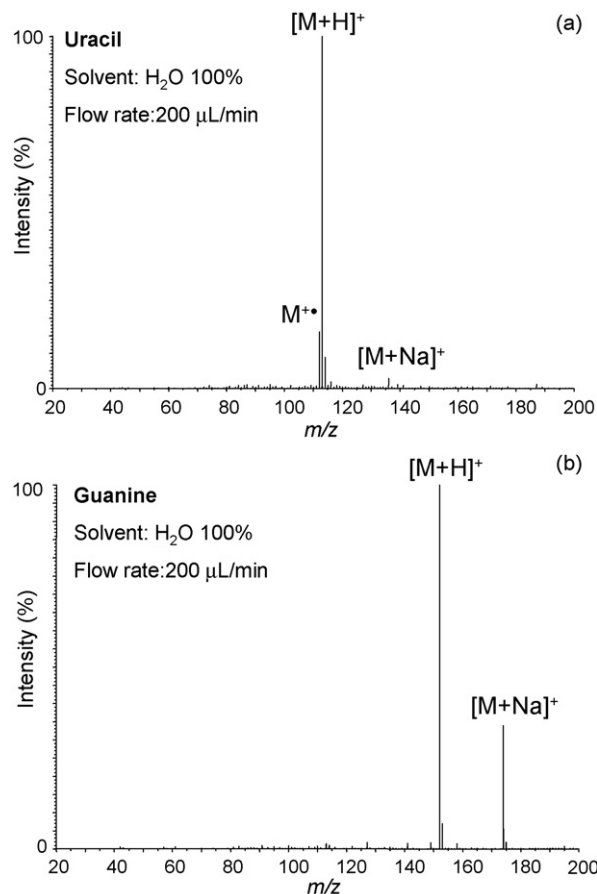 [M+H]⁺
(a)
100
Uracil
Solvent: H₂O 100%
Flow rate:200 μL/min
Intensity (%)
M⁺•
[M+Na]⁺
0
20 40 60 80 100 120 140 160 180 200
m/z
[M+H]⁺
(b)
100
Guanine
Solvent: H₂O 100%
Flow rate:200 μL/min
Intensity (%)
[M+Na]⁺
0
20 40 60 80 100 120 140 160 180 200
m/z